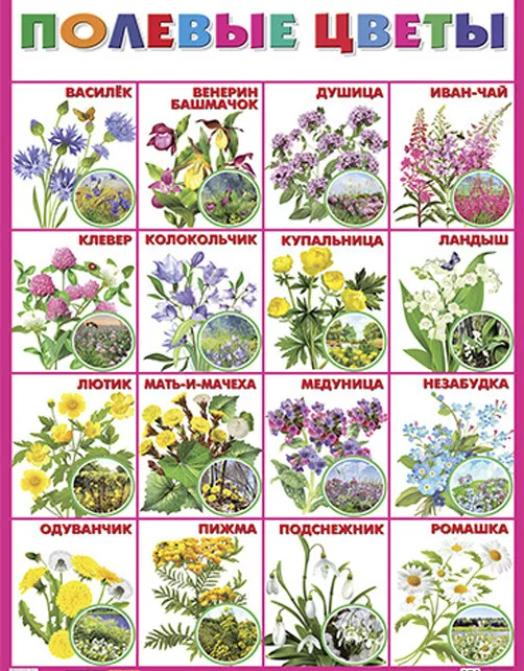 ПОЛЕВЫЕ ЦВЕТЫ
ВАСИЛЁК
ВЕНЕРИН
БАШМАЧОК
ДУШИЦА
ИВАН-ЧАЙ
КЛЕВЕР
КОЛОКОЛЬЧИК
КУПАЛЬНИЦА
ЛАНДЫШ
ЛЮТИК
МАТЬ-И-МАЧЕХА
МЕДУНИЦА
НЕЗАБУДКА
ОДУВАНЧИК
ПИЖМА
ПОДСНЕЖНИК
РОМАШКА